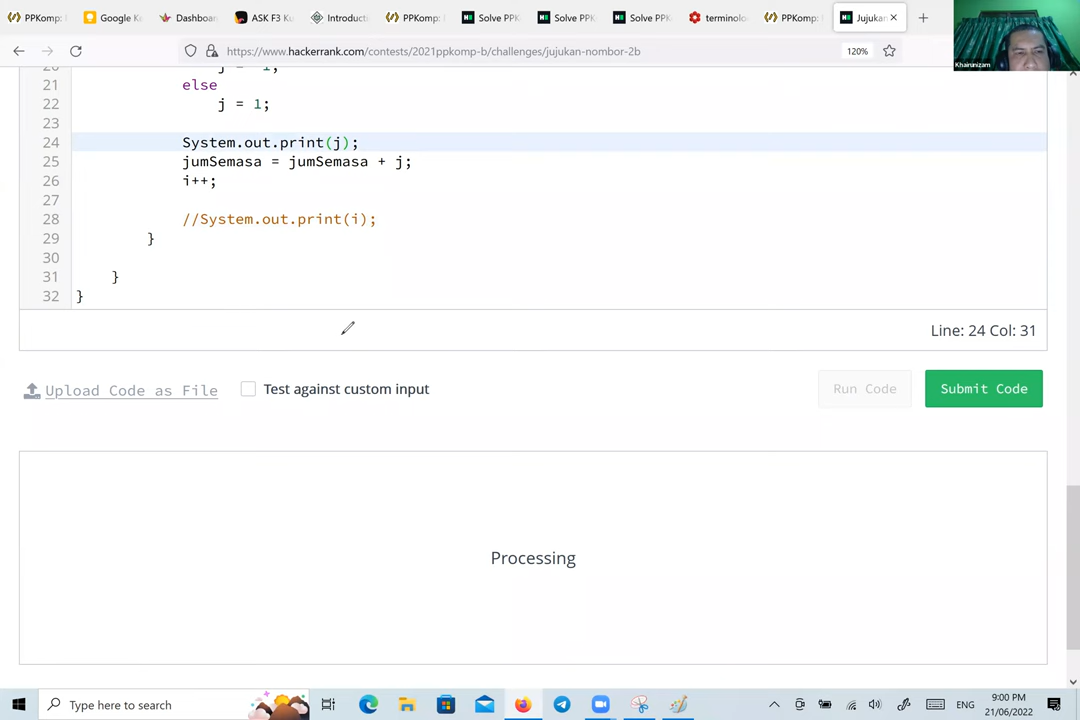 PPKomp:
Google K
Dashboar
ASK F3 Ku
Introducti
PPKomp:
Solve PPK
Solve PPK
Solve PPK
terminolo
PPKomp:
Jujukan
https://www.hackerrank.com/contests/2021ppkomp-b/challenges/jujukan-nombor-2b
120%
Khairunizam
21 else
22 j = 1;
23
24 System.out.print(j);
25 jumSemasa = jumSemasa + j;
26 i++;
27
28 //System.out.print(i);
29 }
30
31 }
32 }
Line: 24 Col: 31
Upload Code as File
Test against custom input
Run Code
Submit Code
Processing
Type here to search
ENG
9:00 PM
21/06/2022